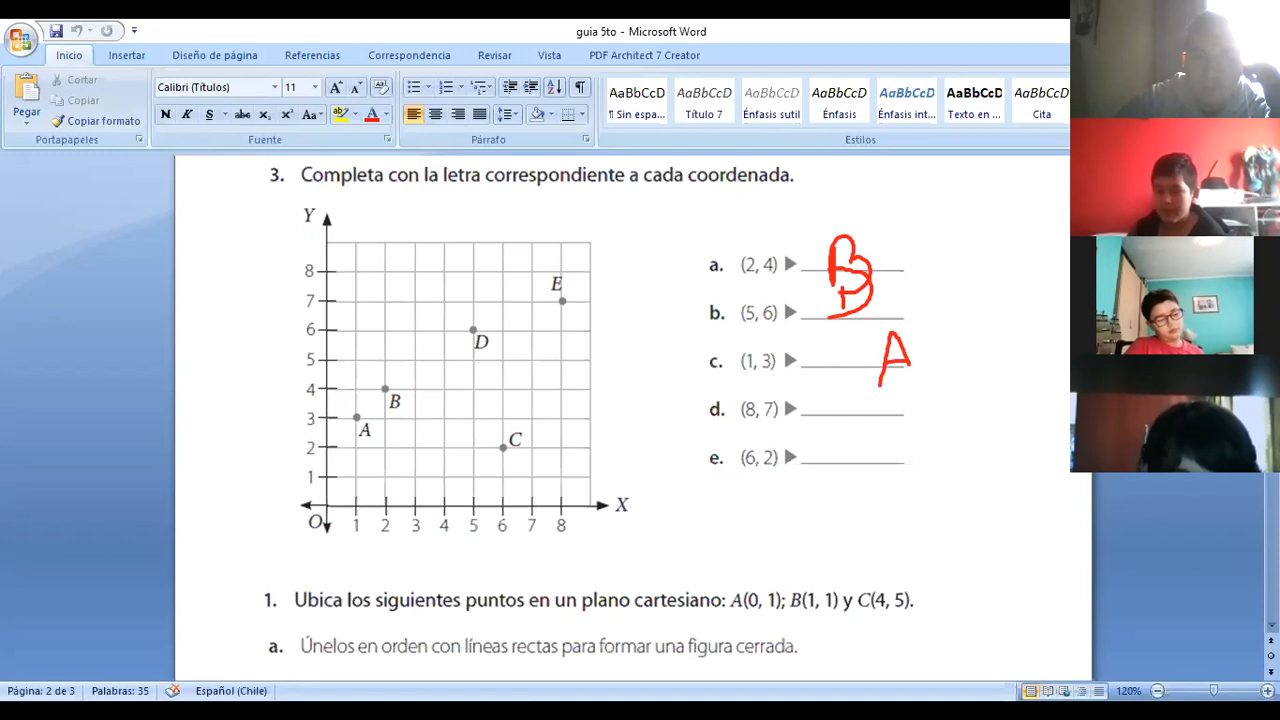 guia 5to - Microsoft Word
Inicio Insertar Diseño de página Referencias Correspondencia Revisar Vista PDF Architect 7 Creator
Pegar
Cortar
Copiar
Copiar formato
Portapapeles
Calibri (Títulos) 11
N K S abc x₂ x² Aa
Fuente
Párrafo
AaBbCcD AaBbCcD AaBbCcD AaBbCcD AaBbCcD AaBbCcD AaBbCcD
¶ Sin espa... Título 7 Énfasis sutil Énfasis Énfasis int... Texto en ... Cita
Estilos
3. Completa con la letra correspondiente a cada coordenada.
Y
8
7
6
5
4
3
2
1
O
1 2 3 4 5 6 7 8
X
E
D
B
A
C
a. (2, 4) ▶ B
b. (5, 6) ▶ D
c. (1, 3) ▶ A
d. (8, 7) ▶
e. (6, 2) ▶
1. Ubica los siguientes puntos en un plano cartesiano: A(0, 1); B(1, 1) y C(4, 5).
a. Únelos en orden con líneas rectas para formar una figura cerrada.
Página: 2 de 3 Palabras: 35 Español (Chile) 120%